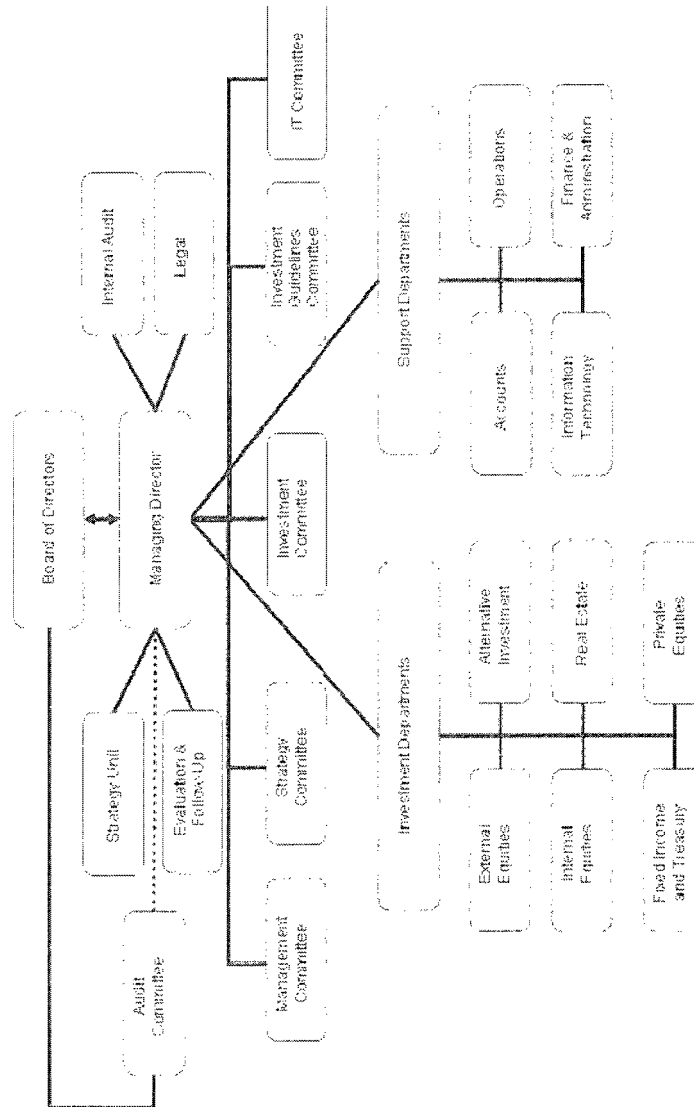 Board of Directors
Managing Director
Internal Audit
Legal
Strategy Unit
Evaluation &
Follow-Up
Audit
Committee
Management
Committee
Strategy
Committee
Investment
Committee
Investment
Guidelines
Committee
IT Committee
Investment Departments
Support Departments
External
Equities
Alternative
Investment
Internal
Equities
Real Estate
Fixed Income
and Treasury
Private
Equities
Accounts
Operations
Information
Technology
Finance &
Administration